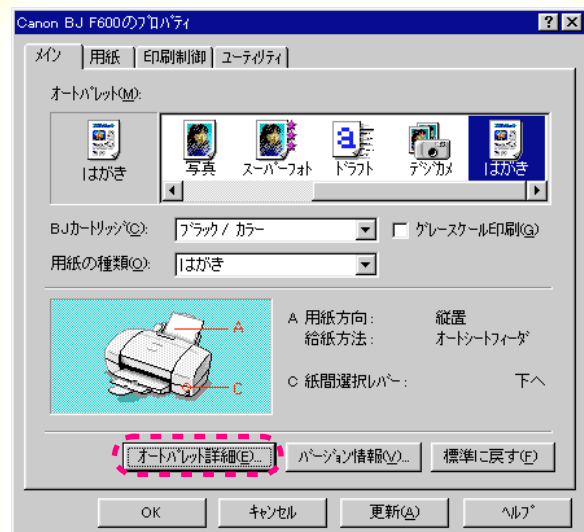 Canon BJ F600のﾌﾟﾛﾊﾟﾃｨ
ﾒｲﾝ 用紙 印刷制御 ﾕｰﾃｨﾘﾃｨ
ｵｰﾄﾊﾟﾚｯﾄ(M):
はがき
写真 ｽｰﾊﾟｰﾌｫﾄ ﾄﾞﾗﾌﾄ ﾃﾞｼﾞｶﾒ はがき
BJｶｰﾄﾘｯｼﾞ(C): ﾌﾞﾗｯｸ / ｶﾗｰ ｸﾞﾚｰｽｹｰﾙ印刷(G)
用紙の種類(O): はがき
A
C
A 用紙方向: 縦置
給紙方法: ｵｰﾄｼｰﾄﾌｨｰﾀﾞ
C 紙間選択ﾚﾊﾞｰ: 下へ
ｵｰﾄﾊﾟﾚｯﾄ詳細(E)... ﾊﾞｰｼﾞｮﾝ情報(V)... 標準に戻す(F)
OK ｷｬﾝｾﾙ 更新(A) ﾍﾙﾌﾟ